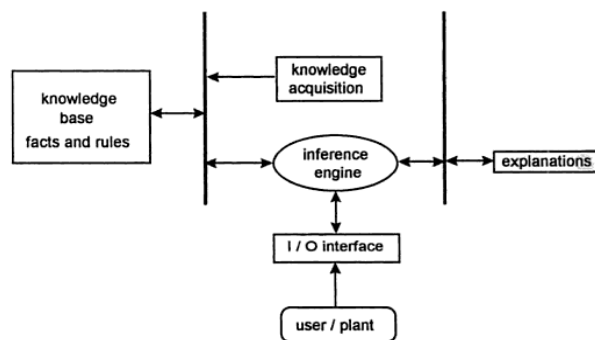 knowledge
base
facts and rules
knowledge
acquisition
inference
engine
explanations
I / O interface
user / plant